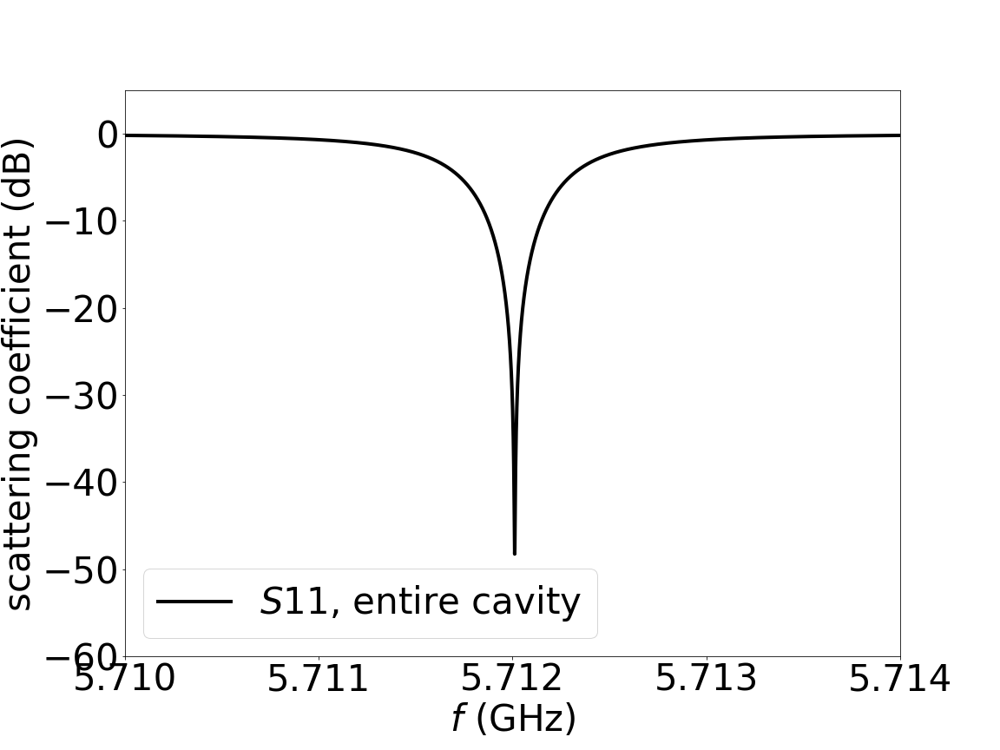 scattering coefficient (dB)
0
−10
−20
−30
−40
−50
−60
S11, entire cavity
5.710 5.711 5.712 5.713 5.714
f (GHz)